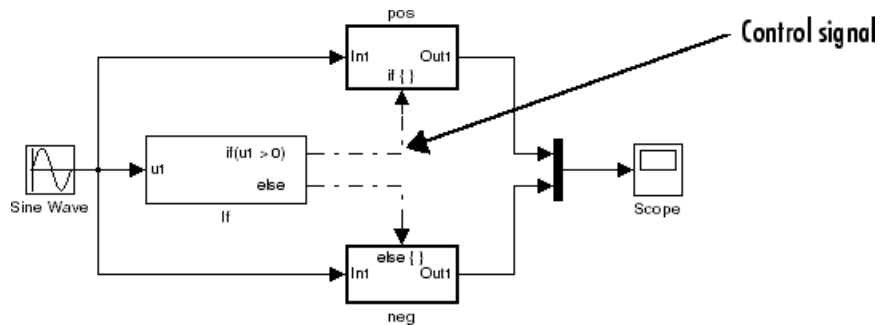 pos
Control signal
In1
Out1
if { }
if(u1 > 0)
u1
else
Sine Wave
If
Scope
else { }
In1
Out1
neg